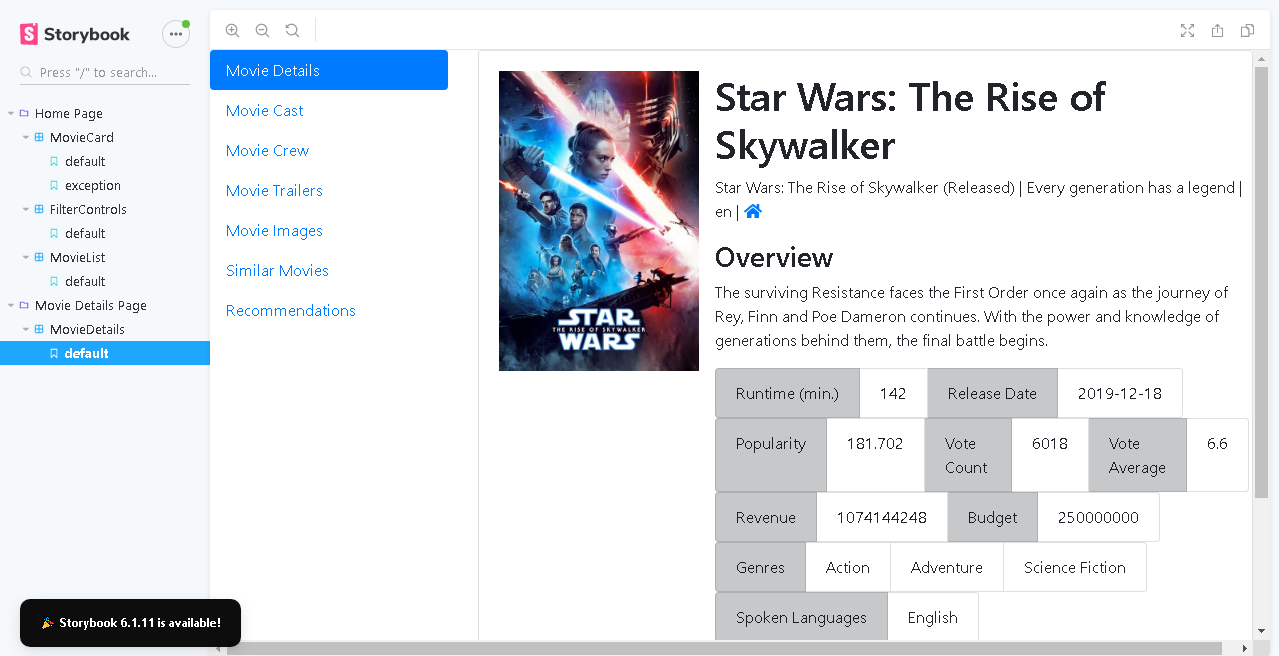 Storybook
Press "/" to search...
Home Page
MovieCard
default
exception
FilterControls
default
MovieList
default
Movie Details Page
MovieDetails
default
Storybook 6.1.11 is available!
Movie Details
Movie Cast
Movie Crew
Movie Trailers
Movie Images
Similar Movies
Recommendations
STAR
THE RISE OF SKYWALKER
WARS
Star Wars: The Rise of
Skywalker
Star Wars: The Rise of Skywalker (Released) | Every generation has a legend |
en |
Overview
The surviving Resistance faces the First Order once again as the journey of
Rey, Finn and Poe Dameron continues. With the power and knowledge of
generations behind them, the final battle begins.
Runtime (min.) 142 Release Date 2019-12-18
Popularity 181.702 Vote Count 6018 Vote Average 6.6
Revenue 1074144248 Budget 250000000
Genres Action Adventure Science Fiction
Spoken Languages English